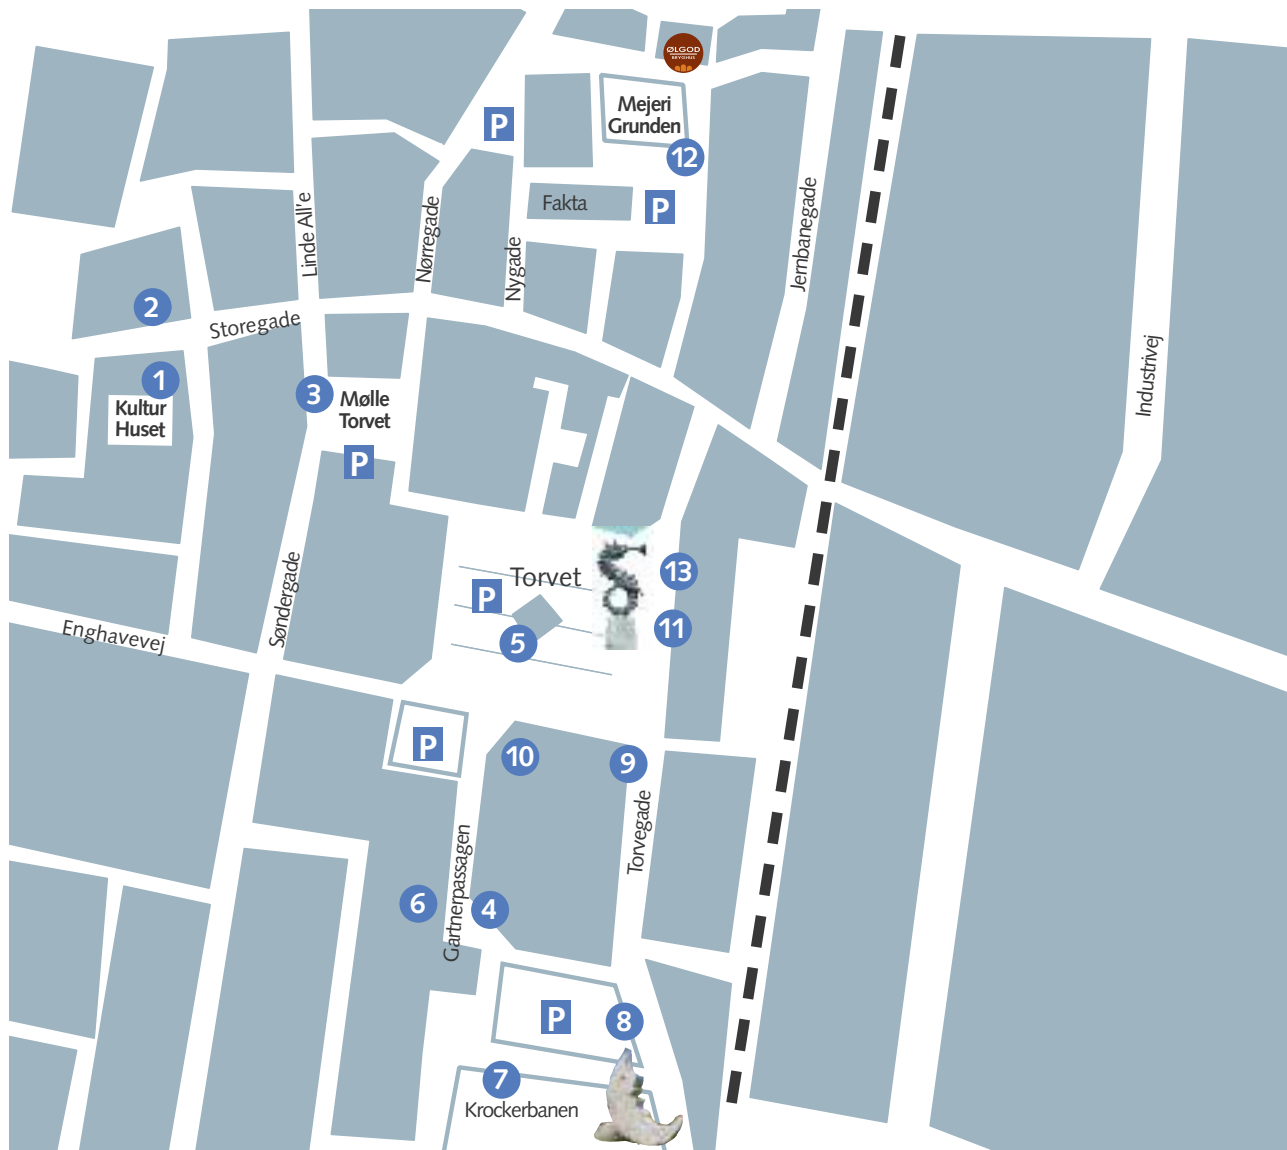 ØLGOD
BRYGHUS
Mejeri
Grunden
P
12
Fakta
P
Linde All'e
Nørregade
Nygade
Jernbanegade
2
Storegade
1
Kultur
Huset
3
Mølle
Torvet
P
Industrivej
Søndergade
Enghavevej
Torvet
P
5
13
11
P
10
9
Torvegade
Gartnerpassagen
6
4
P
8
7
Krockerbanen